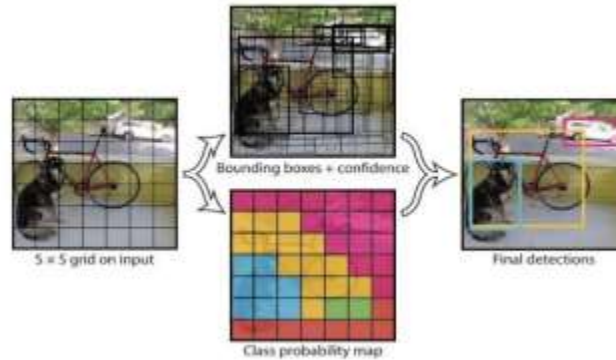 Bounding boxes + confidence
S × S grid on input
Final detections
Class probability map